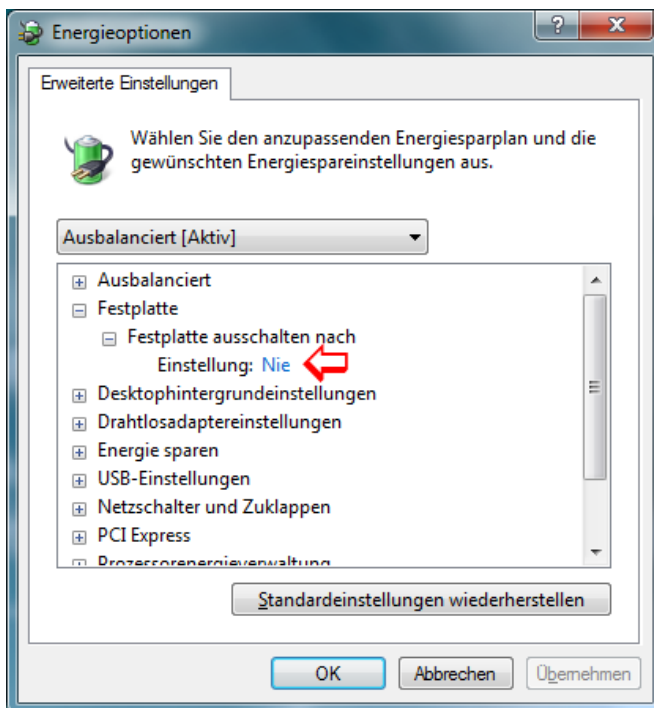 Energieoptionen
Erweiterte Einstellungen
Wählen Sie den anzupassenden Energiesparplan und die
gewünschten Energiespareinstellungen aus.
Ausbalanciert [Aktiv]
Ausbalanciert
Festplatte
Festplatte ausschalten nach
Einstellung: Nie
Desktophintergrundeinstellungen
Drahtlosadaptereinstellungen
Energie sparen
USB-Einstellungen
Netzschalter und Zuklappen
PCI Express
Prozessorenergieverwaltung
Standardeinstellungen wiederherstellen
OK Abbrechen Übernehmen